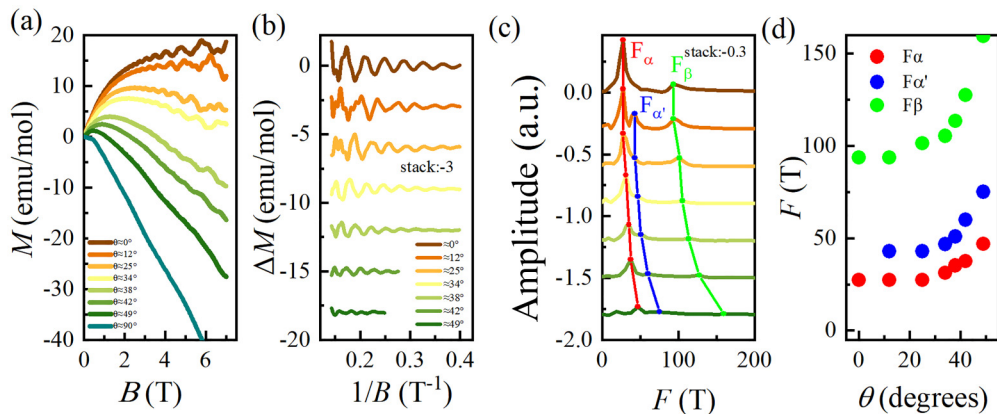 (a)
20
10
0
-10
-20
-30
-40
M (emu/mol)
θ≈0°
θ≈12°
θ≈25°
θ≈34°
θ≈38°
θ≈42°
θ≈49°
θ≈90°
0 2 4 6
B (T)
(b)
0
-5
-10
-15
-20
ΔM (emu/mol)
stack:-3
≈0°
≈12°
≈25°
≈34°
≈38°
≈42°
≈49°
0.2 0.3 0.4
1/B (T⁻¹)
(c)
0.0
-0.5
-1.0
-1.5
-2.0
Amplitude (a.u.)
Fα
Fα'
Fβ
stack:-0.3
0 100 200
F (T)
(d)
150
100
50
0
F (T)
Fα
Fα'
Fβ
0 20 40
θ (degrees)